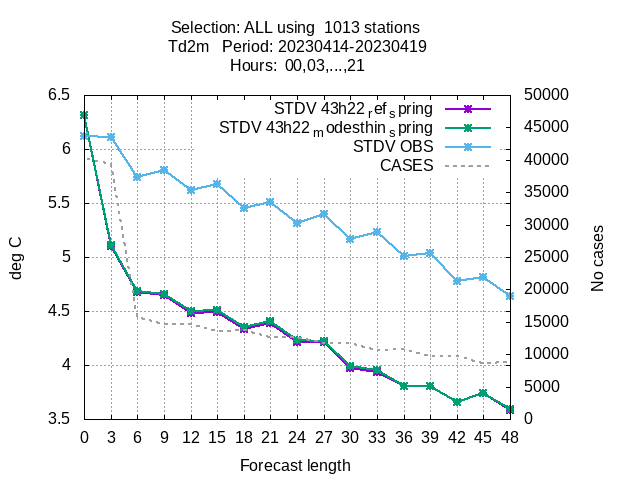 Selection: ALL using  1013 stations
Td2m   Period: 20230414-20230419
Hours:  00,03,...,21
STDV 43h22_ref_spring
STDV 43h22_modesthin_spring
STDV OBS
CASES
6.5
6
5.5
5
4.5
4
3.5
deg C
50000
45000
40000
35000
30000
25000
20000
15000
10000
5000
0
No cases
0 3 6 9 12 15 18 21 24 27 30 33 36 39 42 45 48
Forecast length